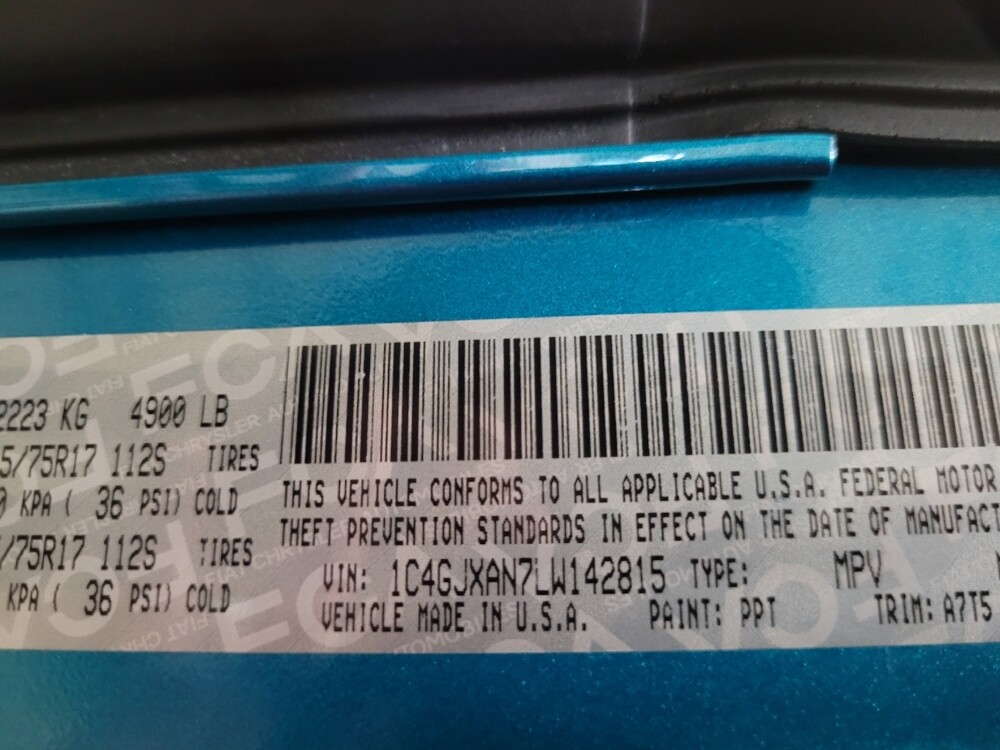 2223 KG 4900 LB
5/75R17 112S TIRES
0 KPA ( 36 PSI) COLD
/75R17 112S TIRES
KPA ( 36 PSI) COLD
THIS VEHICLE CONFORMS TO ALL APPLICABLE U.S.A. FEDERAL MOTOR
THEFT PREVENTION STANDARDS IN EFFECT ON THE DATE OF MANUFACT
VIN: 1C4GJXAN7LW142815 TYPE: MPV
VEHICLE MADE IN U.S.A. PAINT: PPT TRIM: A7T5